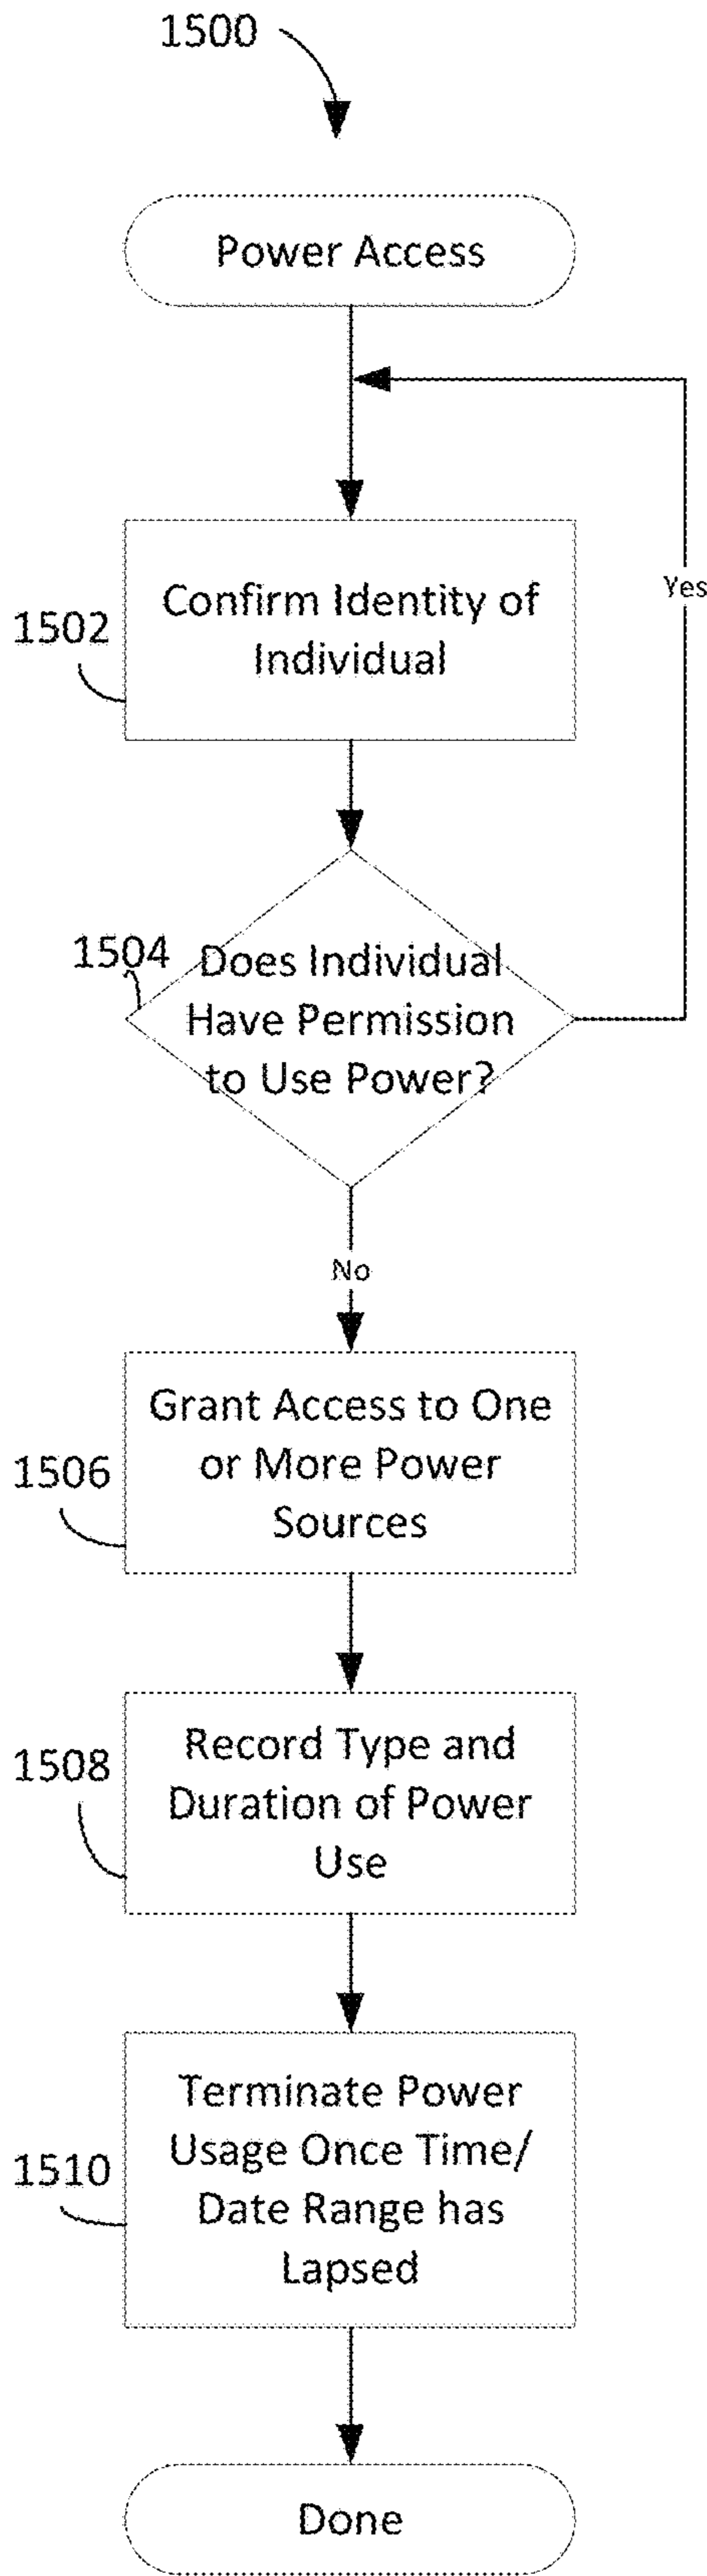 1500
Power Access
Confirm Identity of
Individual
1502
Yes
1504
Does Individual
Have Permission
to Use Power?
No
Grant Access to One
or More Power
Sources
1506
Record Type and
Duration of Power
Use
1508
Terminate Power
Usage Once Time/
Date Range has
Lapsed
1510
Done